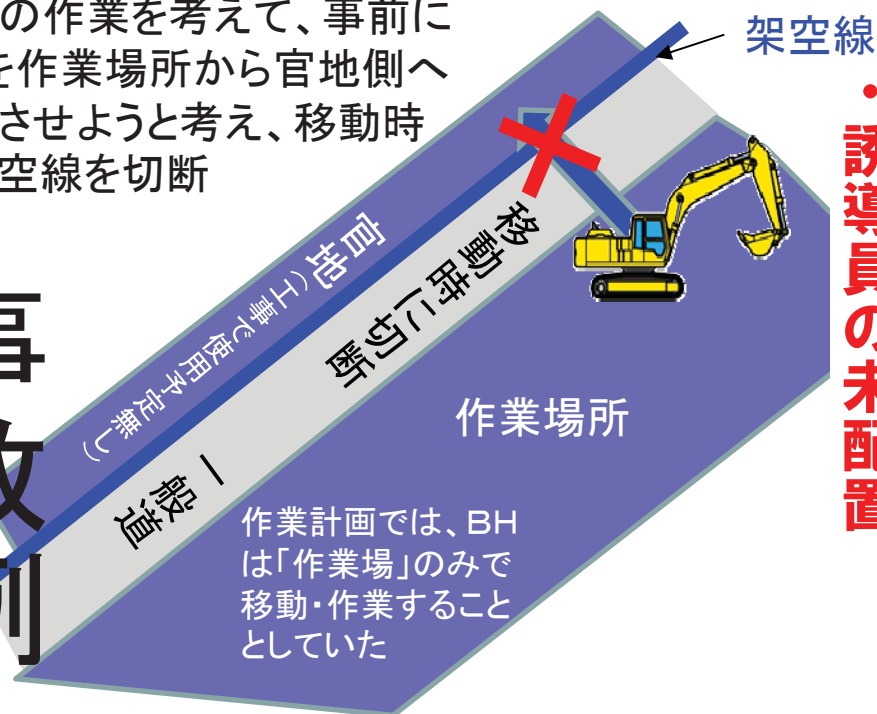 の作業を考えて、事前に
を作業場所から官地側へ
させようと考え、移動時
空線を切断
架空線
・誘導員の未配置
事故例
官地(工事で使用予定無し)
移動時に切断
一般道
作業場所
作業計画では、BH
は「作業場」のみで
移動・作業すること
としていた